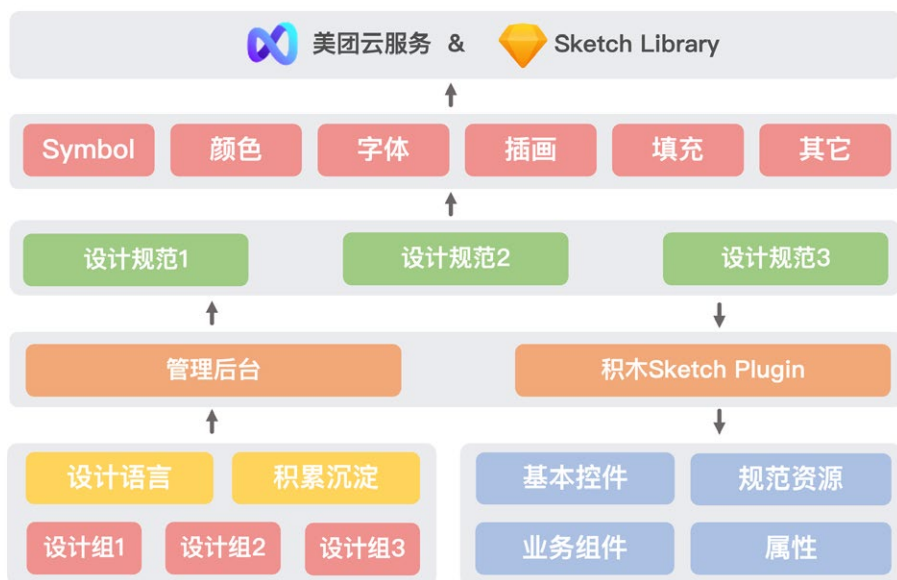 美团云服务 & Sketch Library
Symbol 颜色 字体 插画 填充 其它
设计规范1 设计规范2 设计规范3
管理后台 积木Sketch Plugin
设计语言 积累沉淀 基本控件 规范资源
设计组1 设计组2 设计组3 业务组件 属性